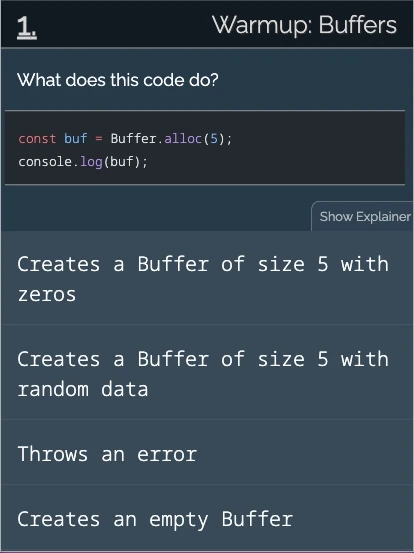 1.
Warmup: Buffers
What does this code do?
const buf = Buffer.alloc(5);
console.log(buf);
Show Explainer
Creates a Buffer of size 5 with
zeros
Creates a Buffer of size 5 with
random data
Throws an error
Creates an empty Buffer